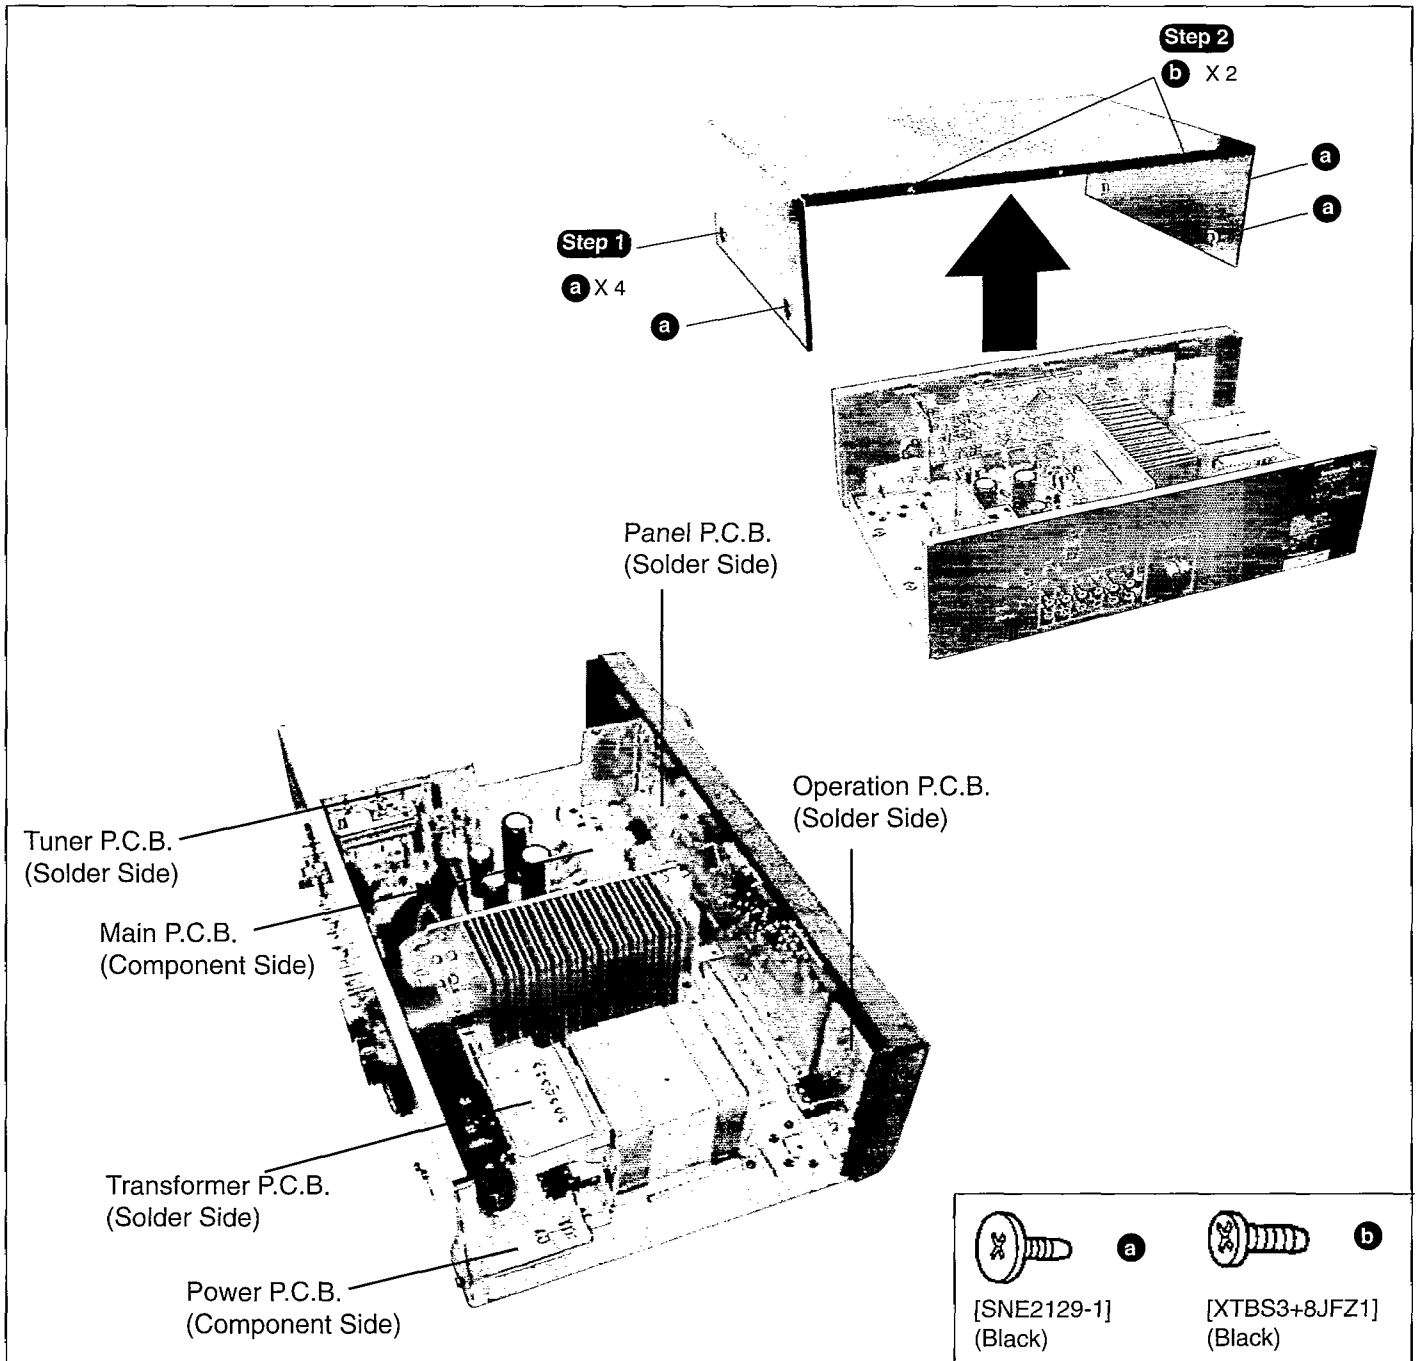 Step 2
b X 2
a
a
Step 1
a X 4
a
Panel P.C.B.
(Solder Side)
Operation P.C.B.
(Solder Side)
Tuner P.C.B.
(Solder Side)
Main P.C.B.
(Component Side)
Transformer P.C.B.
(Solder Side)
Power P.C.B.
(Component Side)
a
b
[SNE2129-1]
(Black)
[XTBS3+8JFZ1]
(Black)